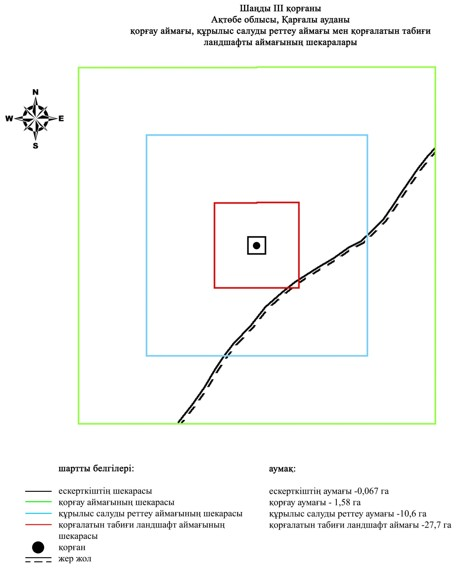 Шанды III қорғаны
Ақтөбе облысы, Қарғалы ауданы
қорғау аймағы, құрылыс салуды реттеу аймағы мен қорғалатын табиғи
ландшафты аймағының шекаралары
N
W E
S
шартты белгілері: аумақ:
ескерткіштің шекарасы ескерткіштің аумағы -0,067 га
қорғау аймағының шекарасы қорғау аумағы - 1,58 га
құрылыс салуды реттеу аймағының шекарасы құрылыс салуды реттеу аумағы -10,6 га
қорғалатын табиғи ландшафт аймағының қорғалатын табиғи ландшафт аймағы -27,7 га
шекарасы
қорған
жер жол